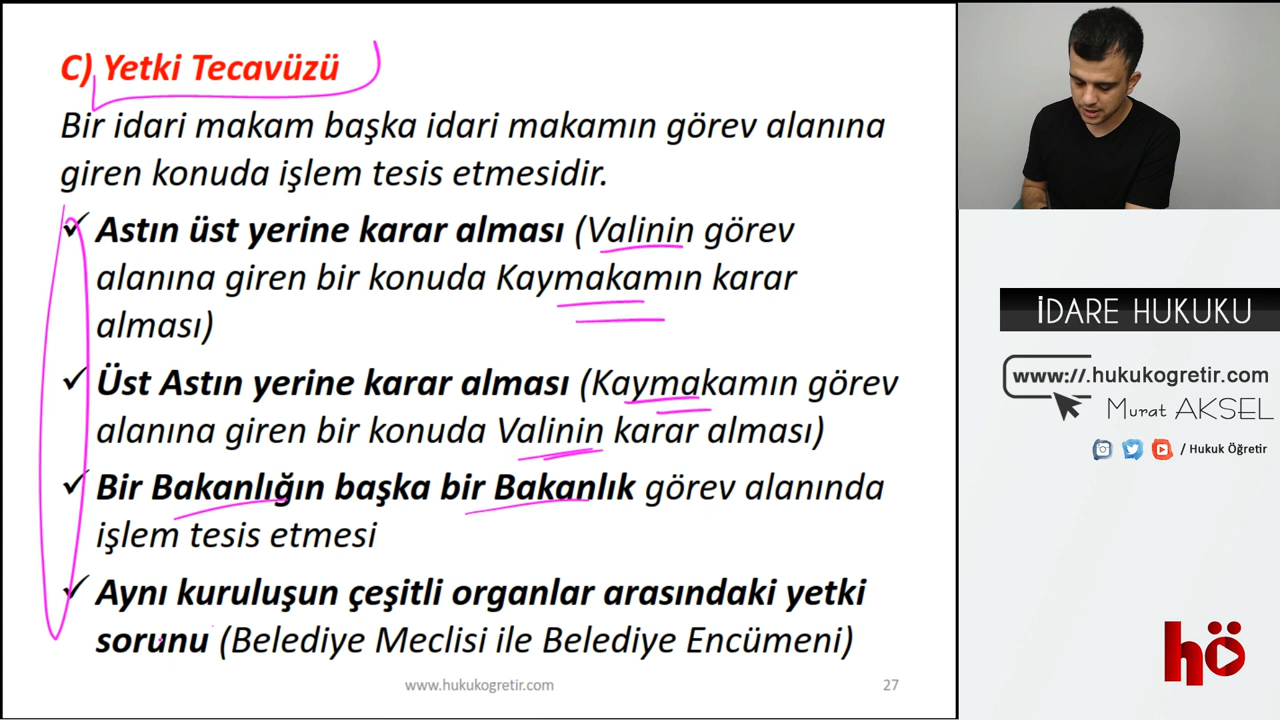 C) Yetki Tecavüzü
Bir idari makam başka idari makamın görev alanına
giren konuda işlem tesis etmesidir.
✓ Astın üst yerine karar alması (Valinin görev
alanına giren bir konuda Kaymakamın karar
alması)
✓ Üst Astın yerine karar alması (Kaymakamın görev
alanına giren bir konuda Valinin karar alması)
✓ Bir Bakanlığın başka bir Bakanlık görev alanında
işlem tesis etmesi
✓ Aynı kuruluşun çeşitli organlar arasındaki yetki
sorunu (Belediye Meclisi ile Belediye Encümeni)
www.hukukogretir.com
27
İDARE HUKUKU
www://.hukukogretir.com
Murat AKSEL
/ Hukuk Öğretir
hö